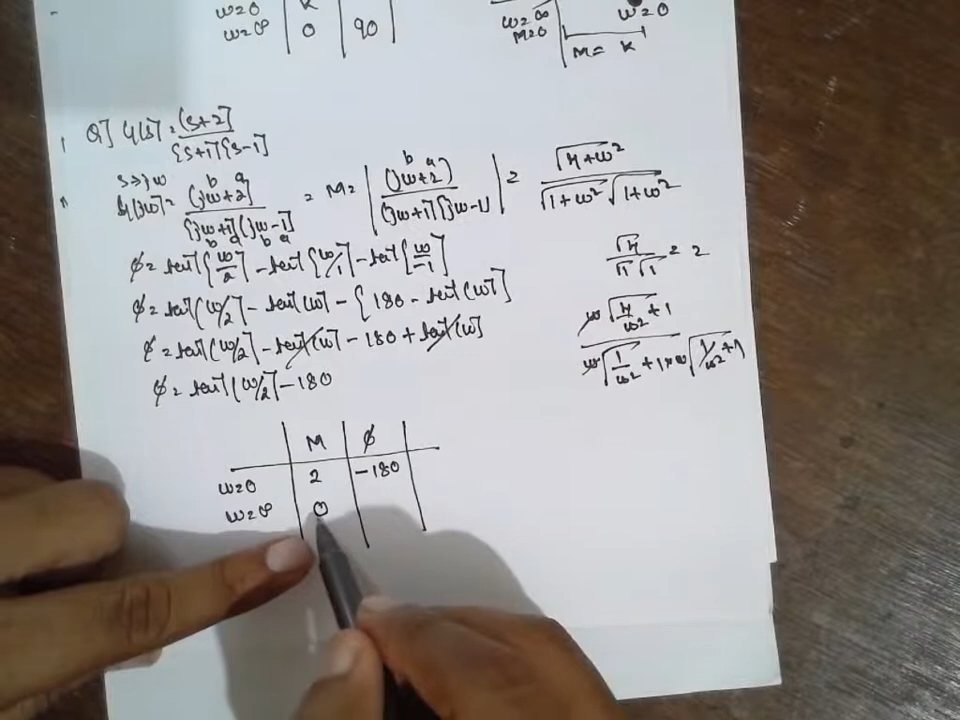 ω=0 | K
ω=∞ | 0 | 90
ω=∞ ω=0
M=0
M= K
Q] G(s) = (s+2)
(s+1)(s-1)
s→jω
b a b a
G(jω)= (jω+2) = M= |(jω+2)| = √4+ω²
(jω+1)(jω-1) |(jω+1)(jω-1)| √1+ω² √1+ω²
b a b a
ϕ= tan⁻¹(ω/2) - tan⁻¹(ω/1) - tan⁻¹(ω/-1)
√4 / √1 √1 = 2
ϕ= tan⁻¹(ω/2) - tan⁻¹(ω) - {180 - tan⁻¹(ω)}
ω√4/ω² +1
ϕ= tan⁻¹(ω/2) - tan⁻¹(ω) - 180 + tan⁻¹(ω)
ω√1/ω² +1 × ω√1/ω² +1
ϕ= tan⁻¹(ω/2) - 180
M | ϕ
ω=0 | 2 | -180
ω=∞ | 0